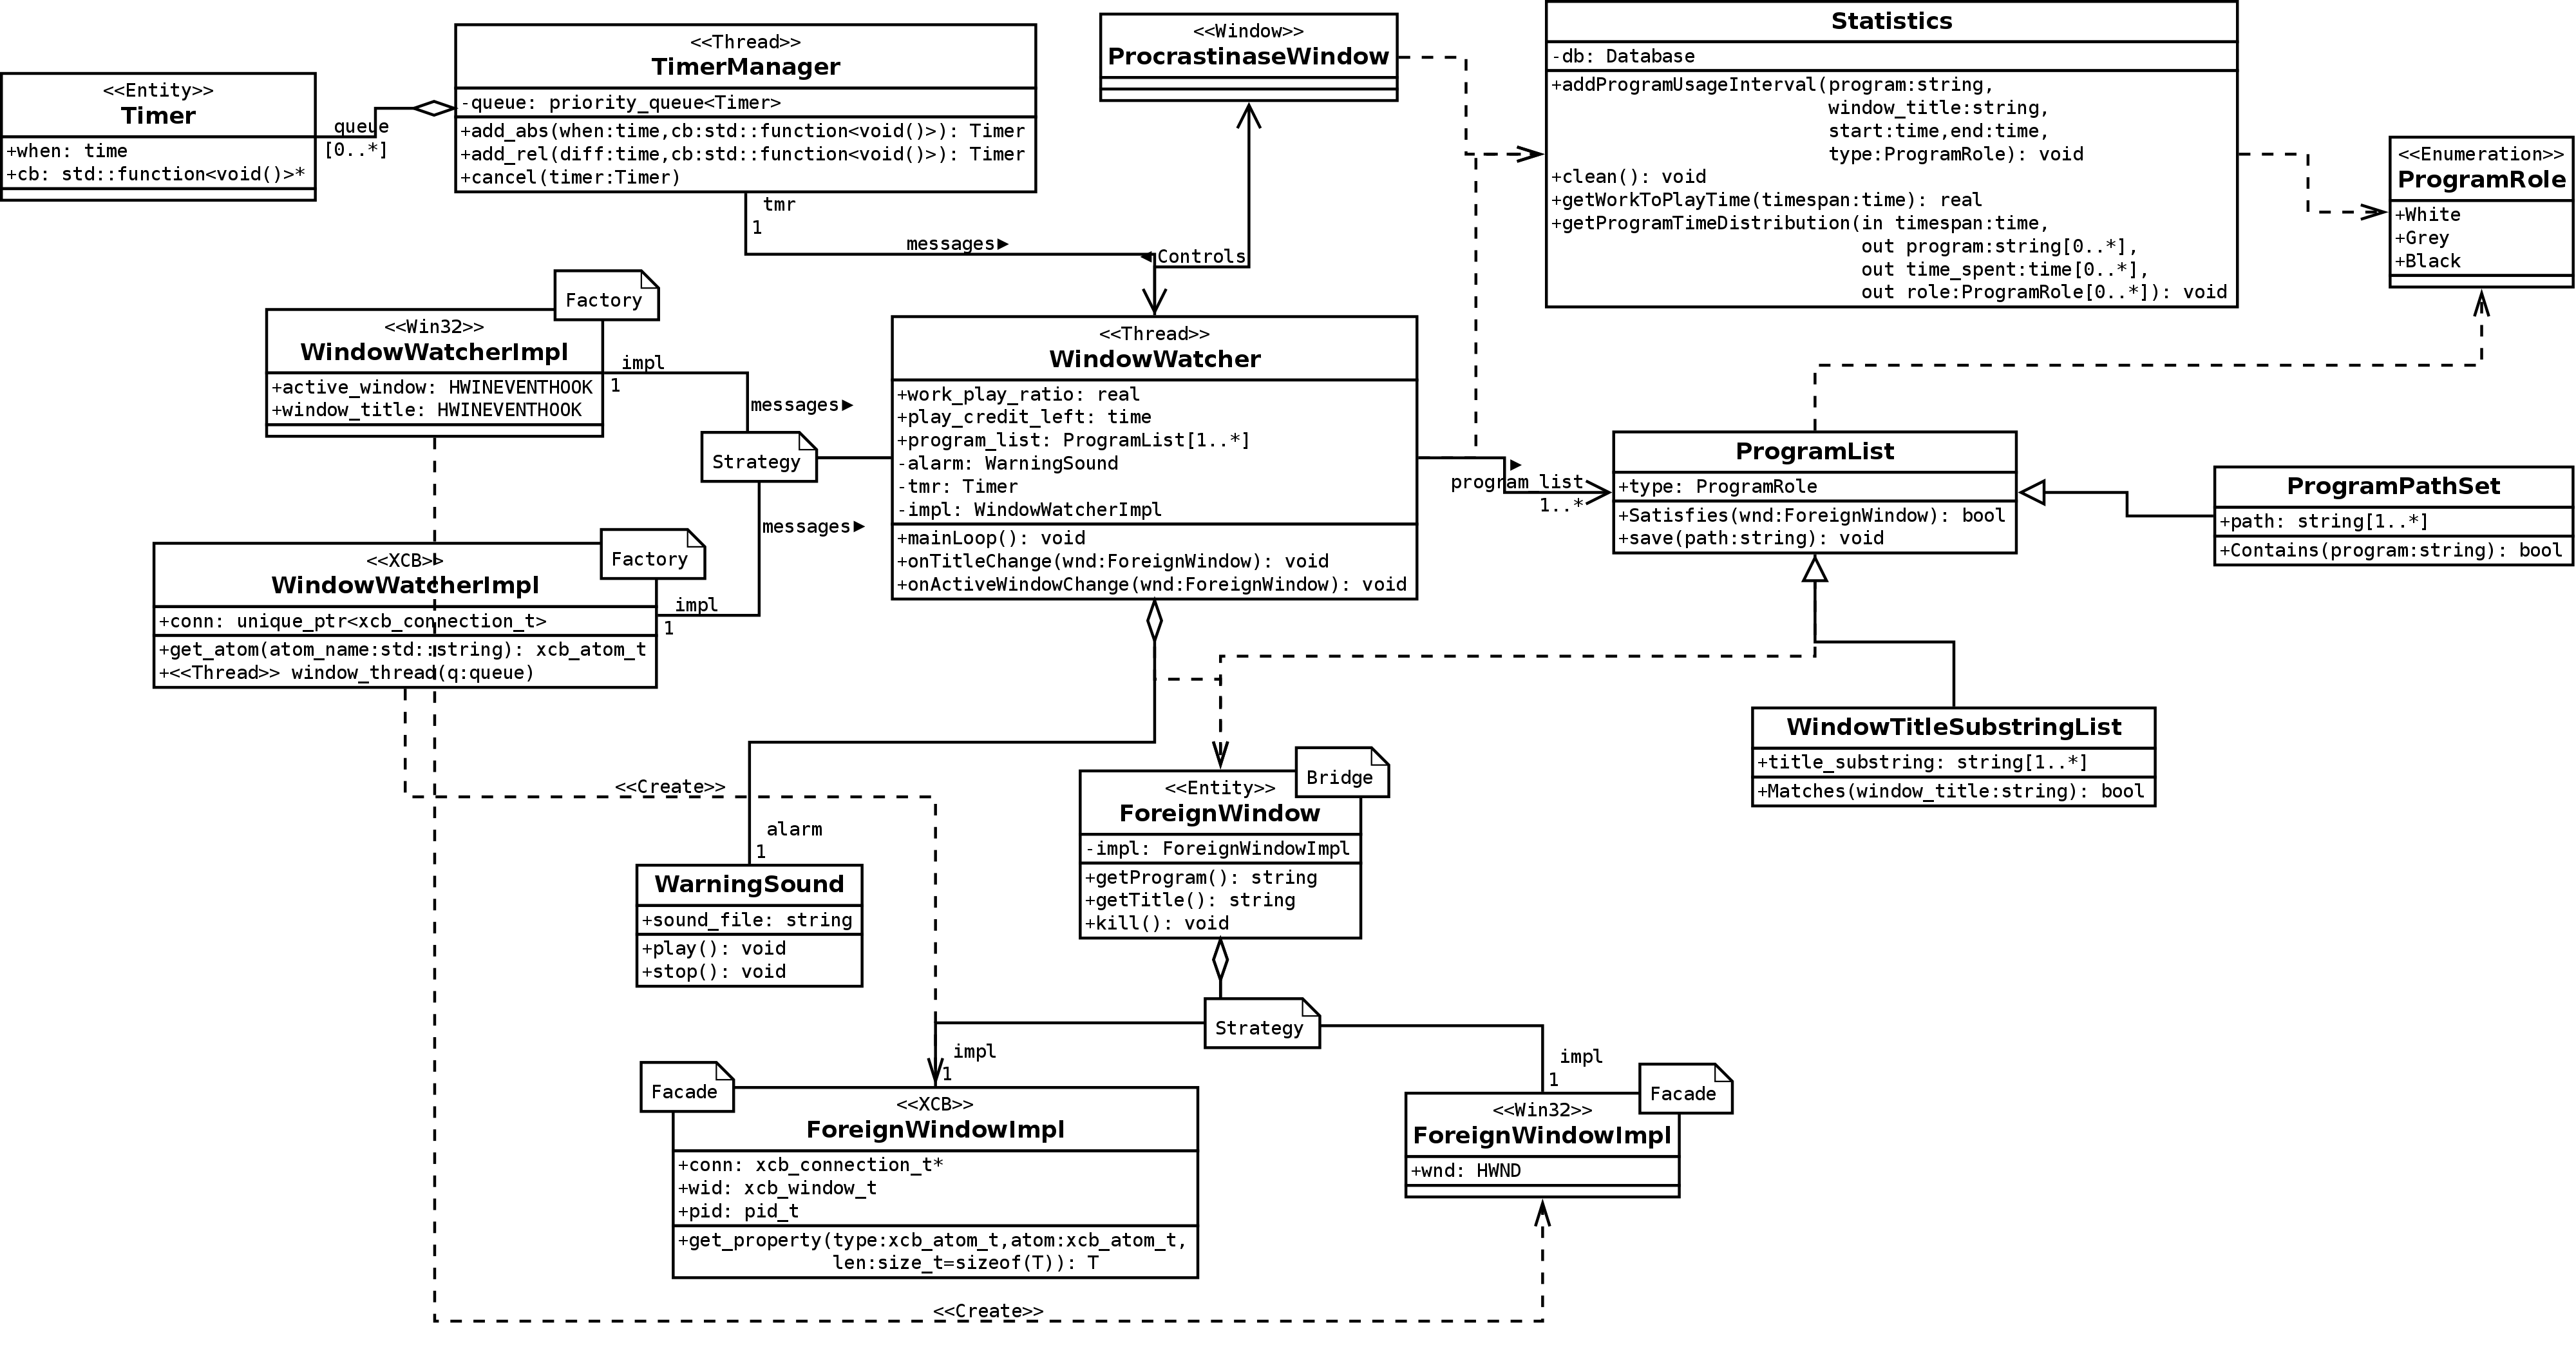 <<Entity>>
Timer
+when: time
+cb: std::function<void()>*
queue
[0..*]
<<Thread>>
TimerManager
-queue: priority_queue<Timer>
+add_abs(when:time,cb:std::function<void()>): Timer
+add_rel(diff:time,cb:std::function<void()>): Timer
+cancel(timer:Timer)
tmr
1
messages►
<<Window>>
ProcrastinaseWindow
◄Controls
Statistics
-db: Database
+addProgramUsageInterval(program:string,
window_title:string,
start:time,end:time,
type:ProgramRole): void
+clean(): void
+getWorkToPlayTime(timespan:time): real
+getProgramTimeDistribution(in timespan:time,
out program:string[0..*],
out time_spent:time[0..*],
out role:ProgramRole[0..*]): void
<<Enumeration>>
ProgramRole
+White
+Grey
+Black
Factory
<<Win32>>
WindowWatcherImpl
+active_window: HWINEVENTHOOK
+window_title: HWINEVENTHOOK
impl
1
messages►
Strategy
messages►
Factory
<<XCB>>
WindowWatcherImpl
+conn: unique_ptr<xcb_connection_t>
+get_atom(atom_name:std::string): xcb_atom_t
+<<Thread>> window_thread(q:queue)
impl
1
<<Thread>>
WindowWatcher
+work_play_ratio: real
+play_credit_left: time
+program_list: ProgramList[1..*]
-alarm: WarningSound
-tmr: Timer
-impl: WindowWatcherImpl
+mainLoop(): void
+onTitleChange(wnd:ForeignWindow): void
+onActiveWindowChange(wnd:ForeignWindow): void
►
program_list
1..*
ProgramList
+type: ProgramRole
+Satisfies(wnd:ForeignWindow): bool
+save(path:string): void
ProgramPathSet
+path: string[1..*]
+Contains(program:string): bool
WindowTitleSubstringList
+title_substring: string[1..*]
+Matches(window_title:string): bool
<<Create>>
alarm
1
WarningSound
+sound_file: string
+play(): void
+stop(): void
Bridge
<<Entity>>
ForeignWindow
-impl: ForeignWindowImpl
+getProgram(): string
+getTitle(): string
+kill(): void
Strategy
impl
1
Facade
<<XCB>>
ForeignWindowImpl
+conn: xcb_connection_t*
+wid: xcb_window_t
+pid: pid_t
+get_property(type:xcb_atom_t,atom:xcb_atom_t,
len:size_t=sizeof(T)): T
impl
1
Facade
<<Win32>>
ForeignWindowImpl
+wnd: HWND
<<Create>>